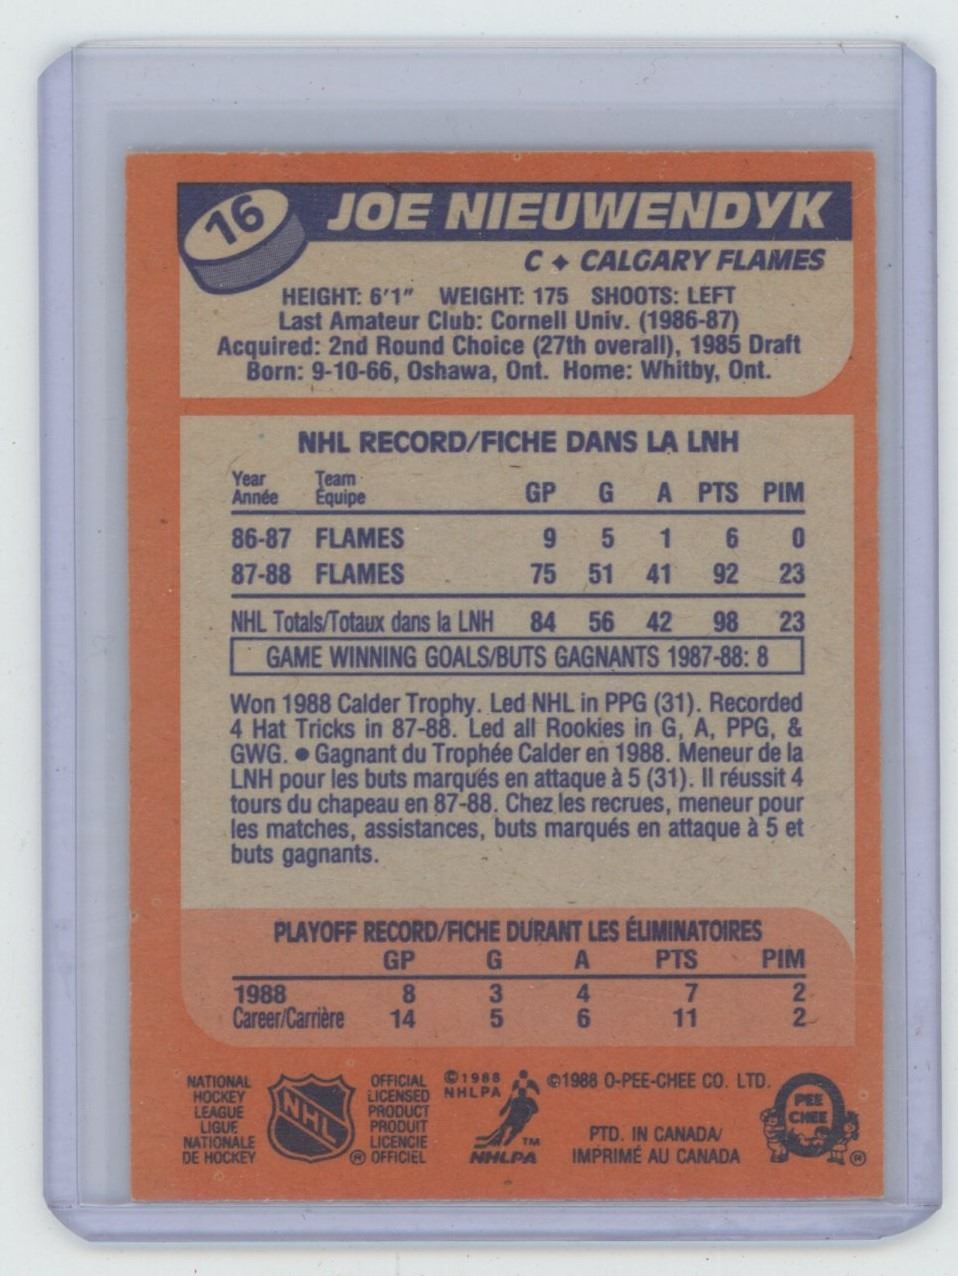 16
JOE NIEUWENDYK
C ♦ CALGARY FLAMES
HEIGHT: 6'1" WEIGHT: 175 SHOOTS: LEFT
Last Amateur Club: Cornell Univ. (1986-87)
Acquired: 2nd Round Choice (27th overall), 1985 Draft
Born: 9-10-66, Oshawa, Ont. Home: Whitby, Ont.
NHL RECORD/FICHE DANS LA LNH
Year Team
Année Équipe GP G A PTS PIM
86-87 FLAMES 9 5 1 6 0
87-88 FLAMES 75 51 41 92 23
NHL Totals/Totaux dans la LNH 84 56 42 98 23
GAME WINNING GOALS/BUTS GAGNANTS 1987-88: 8
Won 1988 Calder Trophy. Led NHL in PPG (31). Recorded
4 Hat Tricks in 87-88. Led all Rookies in G, A, PPG, &
GWG. ● Gagnant du Trophée Calder en 1988. Meneur de la
LNH pour les buts marqués en attaque à 5 (31). Il réussit 4
tours du chapeau en 87-88. Chez les recrues, meneur pour
les matches, assistances, buts marqués en attaque à 5 et
buts gagnants.
PLAYOFF RECORD/FICHE DURANT LES ÉLIMINATOIRES
GP G A PTS PIM
1988 8 3 4 7 2
Career/Carrière 14 5 6 11 2
NATIONAL
HOCKEY
LEAGUE
LIGUE
NATIONALE
DE HOCKEY
NHL
®
OFFICIAL
LICENSED
PRODUCT
PRODUIT
LICENCIE
OFFICIEL
©1988
NHLPA
TM
NHLPA
©1988 O-PEE-CHEE CO. LTD.
PTD. IN CANADA/
IMPRIMÉ AU CANADA
O
PEE
CHEE
®